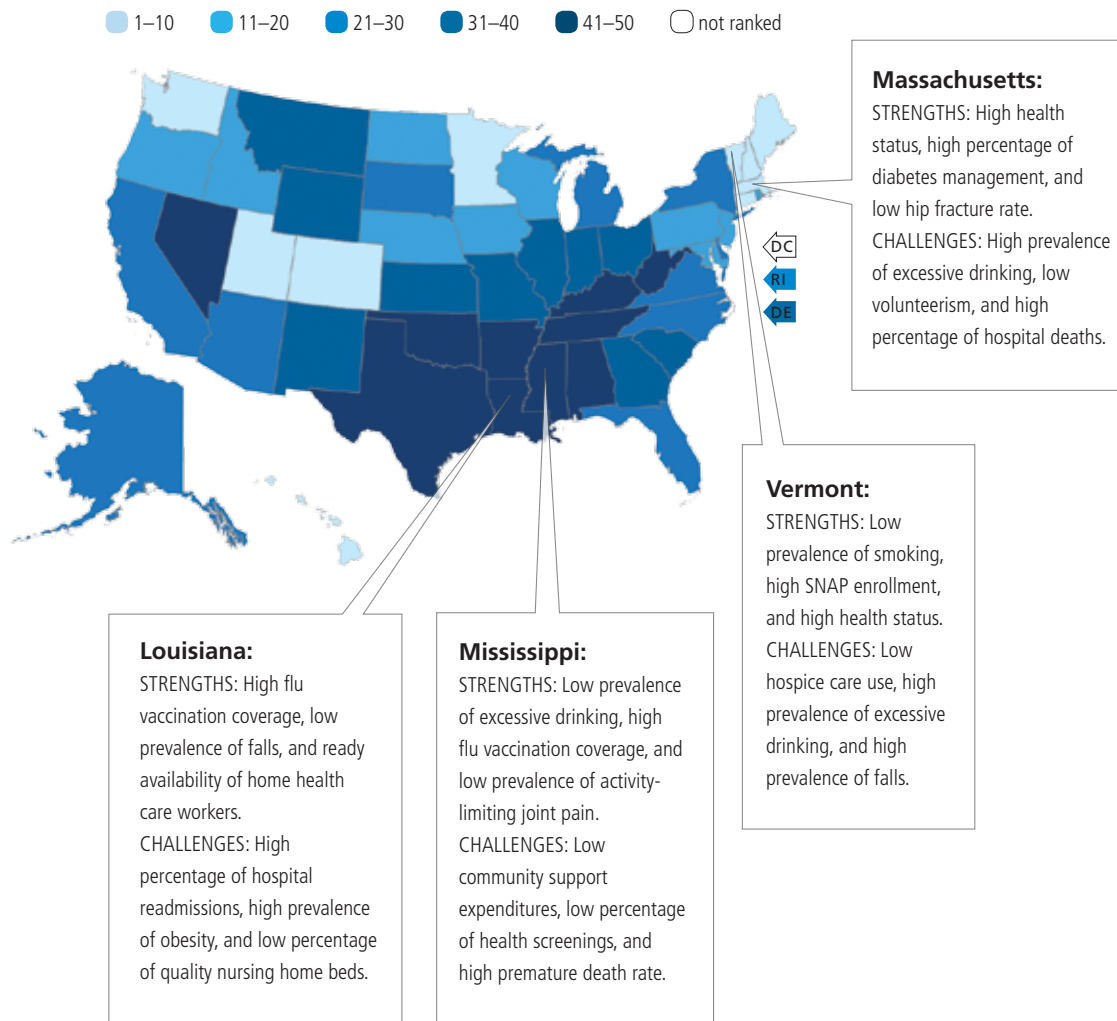 1–10 11–20 21–30 31–40 41–50 not ranked
Massachusetts:
STRENGTHS: High health
status, high percentage of
diabetes management, and
low hip fracture rate.
CHALLENGES: High prevalence
of excessive drinking, low
volunteerism, and high
percentage of hospital deaths.
DC
RI
DE
Vermont:
STRENGTHS: Low
prevalence of smoking,
high SNAP enrollment,
and high health status.
CHALLENGES: Low
hospice care use, high
prevalence of excessive
drinking, and high
prevalence of falls.
Louisiana:
STRENGTHS: High flu
vaccination coverage, low
prevalence of falls, and ready
availability of home health
care workers.
CHALLENGES: High
percentage of hospital
readmissions, high prevalence
of obesity, and low percentage
of quality nursing home beds.
Mississippi:
STRENGTHS: Low prevalence
of excessive drinking, high
flu vaccination coverage, and
low prevalence of activity-
limiting joint pain.
CHALLENGES: Low
community support
expenditures, low percentage
of health screenings, and
high premature death rate.